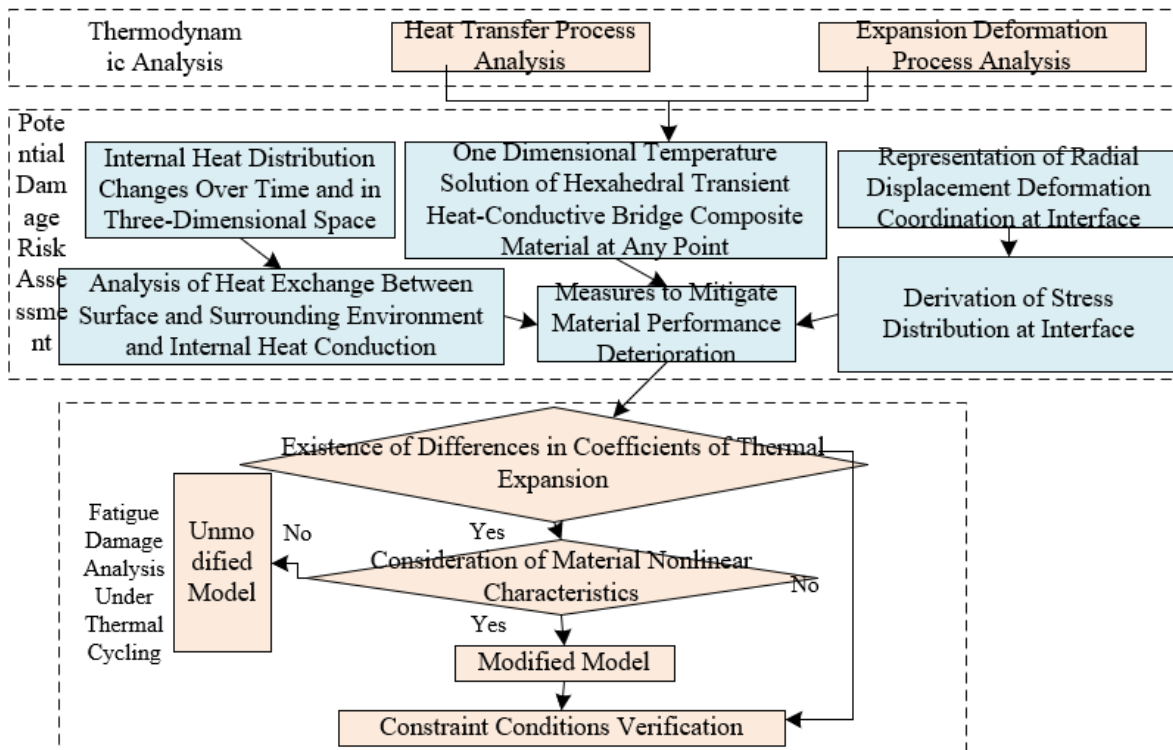 Thermodynam
ic Analysis
Heat Transfer Process
Analysis
Expansion Deformation
Process Analysis
Pote
ntial
Dam
age
Risk
Asse
ssme
nt
Internal Heat Distribution
Changes Over Time and in
Three-Dimensional Space
One Dimensional Temperature
Solution of Hexahedral Transient
Heat-Conductive Bridge Composite
Material at Any Point
Representation of Radial
Displacement Deformation
Coordination at Interface
Analysis of Heat Exchange Between
Surface and Surrounding Environment
and Internal Heat Conduction
Measures to Mitigate
Material Performance
Deterioration
Derivation of Stress
Distribution at Interface
Existence of Differences in Coefficients of Thermal
Expansion
Fatigue
Damage
Analysis
Under
Thermal
Cycling
Unmo
dified
Model
No
Yes
Consideration of Material Nonlinear
Characteristics
No
Yes
Modified Model
Constraint Conditions Verification